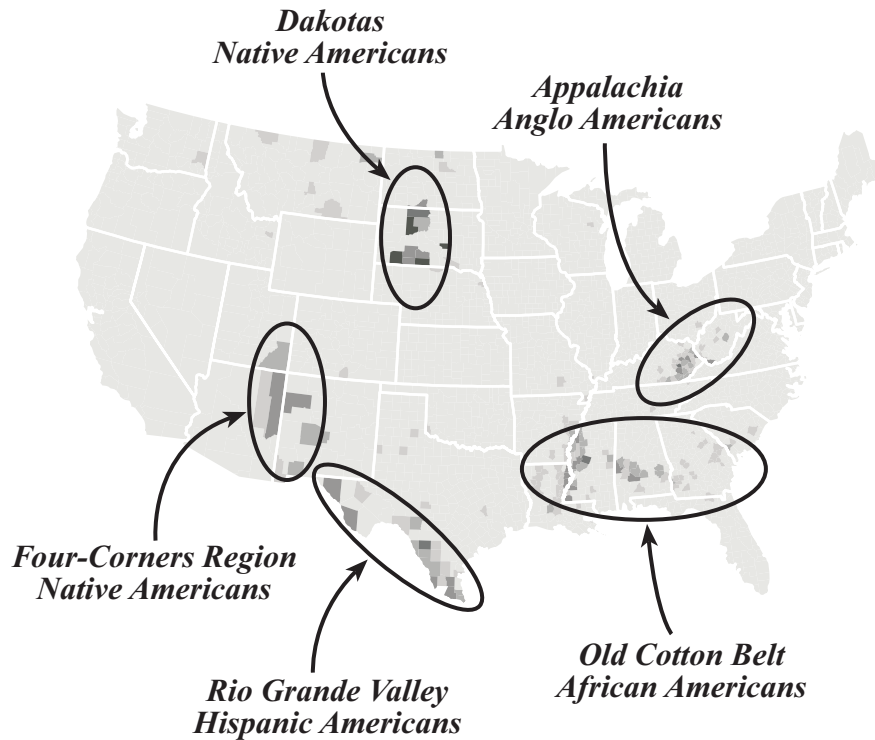 Dakotas
Native Americans
Appalachia
Anglo Americans
Four-Corners Region
Native Americans
Rio Grande Valley
Hispanic Americans
Old Cotton Belt
African Americans